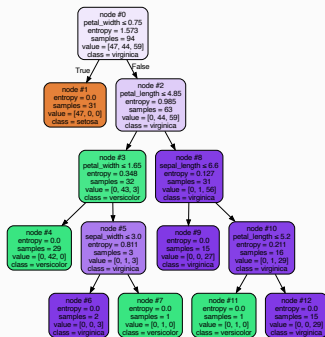 node #0
petal_width ≤ 0.75
entropy = 1.573
samples = 94
value = [47, 44, 59]
class = virginica
True
False
node #1
entropy = 0.0
samples = 31
value = [47, 0, 0]
class = setosa
node #2
petal_length ≤ 4.85
entropy = 0.985
samples = 63
value = [0, 44, 59]
class = virginica
node #3
petal_width ≤ 1.65
entropy = 0.348
samples = 32
value = [0, 43, 3]
class = versicolor
node #8
sepal_length ≤ 6.6
entropy = 0.127
samples = 31
value = [0, 1, 56]
class = virginica
node #4
entropy = 0.0
samples = 29
value = [0, 42, 0]
class = versicolor
node #5
sepal_width ≤ 3.0
entropy = 0.811
samples = 3
value = [0, 1, 3]
class = virginica
node #9
entropy = 0.0
samples = 15
value = [0, 0, 27]
class = virginica
node #10
petal_length ≤ 5.2
entropy = 0.211
samples = 16
value = [0, 1, 29]
class = virginica
node #6
entropy = 0.0
samples = 2
value = [0, 0, 3]
class = virginica
node #7
entropy = 0.0
samples = 1
value = [0, 1, 0]
class = versicolor
node #11
entropy = 0.0
samples = 1
value = [0, 1, 0]
class = versicolor
node #12
entropy = 0.0
samples = 15
value = [0, 0, 29]
class = virginica